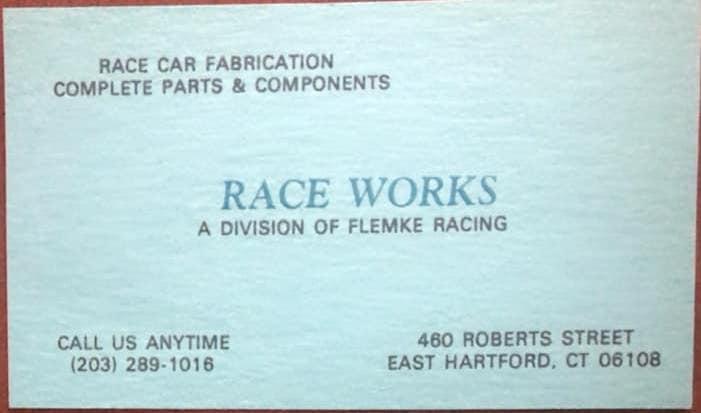 RACE CAR FABRICATION
COMPLETE PARTS & COMPONENTS
RACE WORKS
A DIVISION OF FLEMKE RACING
CALL US ANYTIME
(203) 289-1016
460 ROBERTS STREET
EAST HARTFORD, CT 06108